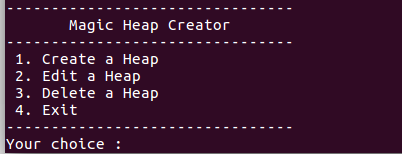 --------------------------------
       Magic Heap Creator
--------------------------------
 1. Create a Heap
 2. Edit a Heap
 3. Delete a Heap
 4. Exit
--------------------------------
Your choice :